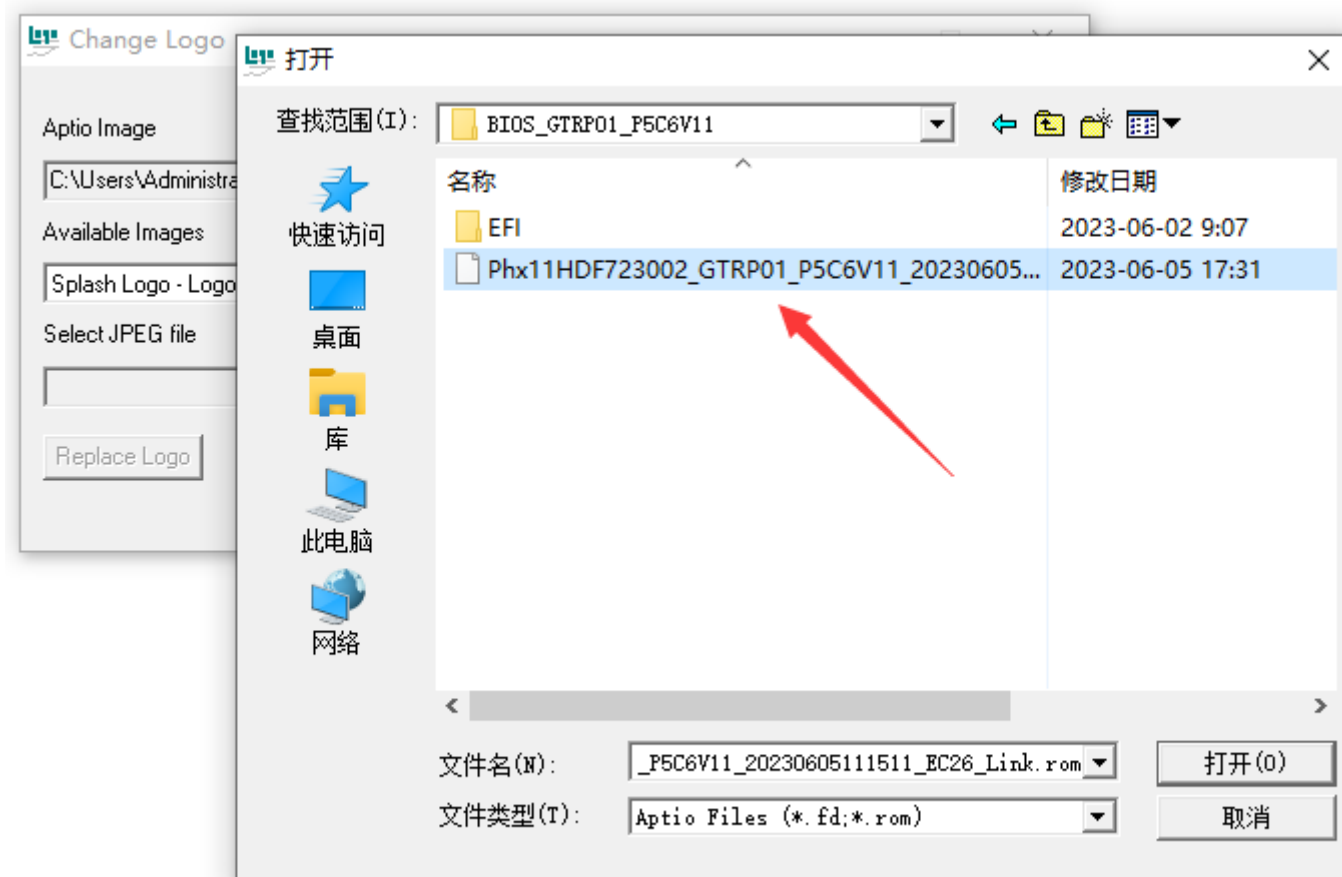 Change Logo
Aptio Image
C:\Users\Administra
Available Images
Splash Logo - Logo
Select JPEG file
Replace Logo
打开
查找范围(I):
BIOS_GTRP01_P5C6V11
快速访问
桌面
库
此电脑
网络
名称
修改日期
EFI
2023-06-02 9:07
Phx11HDF723002_GTRP01_P5C6V11_20230605...
2023-06-05 17:31
文件名(N):
_P5C6V11_20230605111511_EC26_Link.rom
打开(O)
文件类型(T):
Aptio Files (*.fd;*.rom)
取消